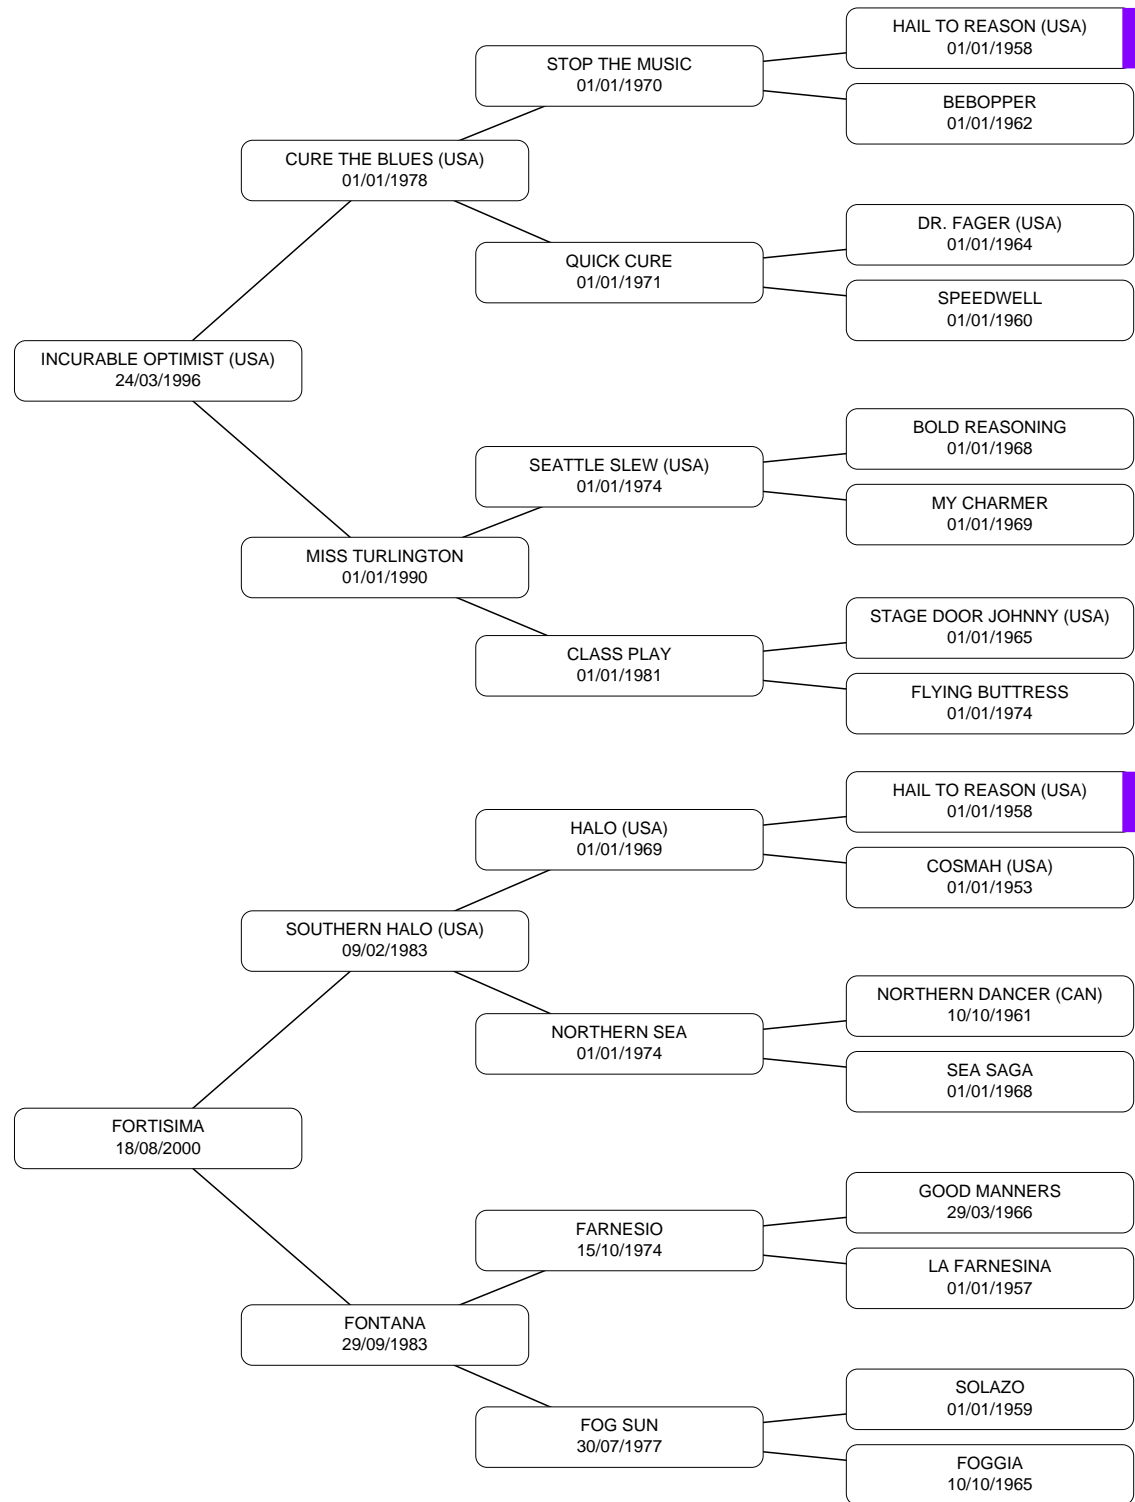 HAIL TO REASON (USA)
01/01/1958
STOP THE MUSIC
01/01/1970
BEBOPPER
01/01/1962
CURE THE BLUES (USA)
01/01/1978
DR. FAGER (USA)
01/01/1964
QUICK CURE
01/01/1971
SPEEDWELL
01/01/1960
INCURABLE OPTIMIST (USA)
24/03/1996
BOLD REASONING
01/01/1968
SEATTLE SLEW (USA)
01/01/1974
MY CHARMER
01/01/1969
MISS TURLINGTON
01/01/1990
STAGE DOOR JOHNNY (USA)
01/01/1965
CLASS PLAY
01/01/1981
FLYING BUTTRESS
01/01/1974
HAIL TO REASON (USA)
01/01/1958
HALO (USA)
01/01/1969
COSMAH (USA)
01/01/1953
SOUTHERN HALO (USA)
09/02/1983
NORTHERN DANCER (CAN)
10/10/1961
NORTHERN SEA
01/01/1974
SEA SAGA
01/01/1968
FORTISIMA
18/08/2000
GOOD MANNERS
29/03/1966
FARNESIO
15/10/1974
LA FARNESINA
01/01/1957
FONTANA
29/09/1983
SOLAZO
01/01/1959
FOG SUN
30/07/1977
FOGGIA
10/10/1965